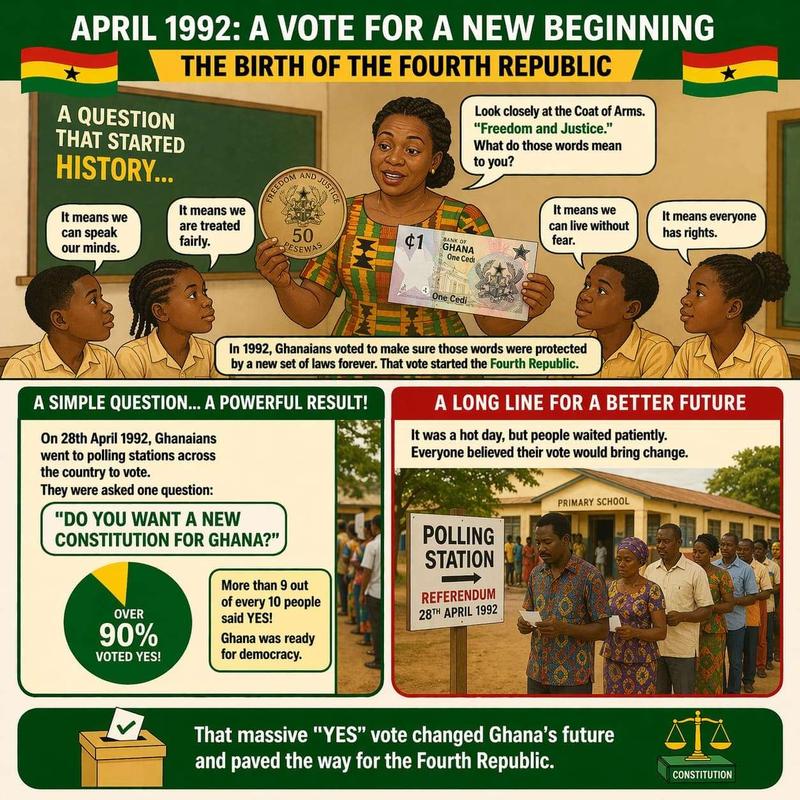 APRIL 1992: A VOTE FOR A NEW BEGINNING
THE BIRTH OF THE FOURTH REPUBLIC
A QUESTION
THAT STARTED
HISTORY...
Look closely at the Coat of Arms.
"Freedom and Justice."
What do those words mean
to you?
It means we
can speak
our minds.
It means we
are treated
fairly.
FREEDOM AND JUSTICE
50
PESEWAS
¢1
BANK OF
GHANA
One Cedi
One Cedi
It means we
can live without
fear.
It means everyone
has rights.
In 1992, Ghanaians voted to make sure those words were protected
by a new set of laws forever. That vote started the Fourth Republic.
A SIMPLE QUESTION... A POWERFUL RESULT!
On 28th April 1992, Ghanaians
went to polling stations across
the country to vote.
They were asked one question:
"DO YOU WANT A NEW
CONSTITUTION FOR GHANA?"
OVER
90%
VOTED YES!
More than 9 out
of every 10 people
said YES!
Ghana was ready
for democracy.
A LONG LINE FOR A BETTER FUTURE
It was a hot day, but people waited patiently.
Everyone believed their vote would bring change.
PRIMARY SCHOOL
POLLING
STATION
REFERENDUM
28TH APRIL 1992
That massive "YES" vote changed Ghana's future
and paved the way for the Fourth Republic.
CONSTITUTION